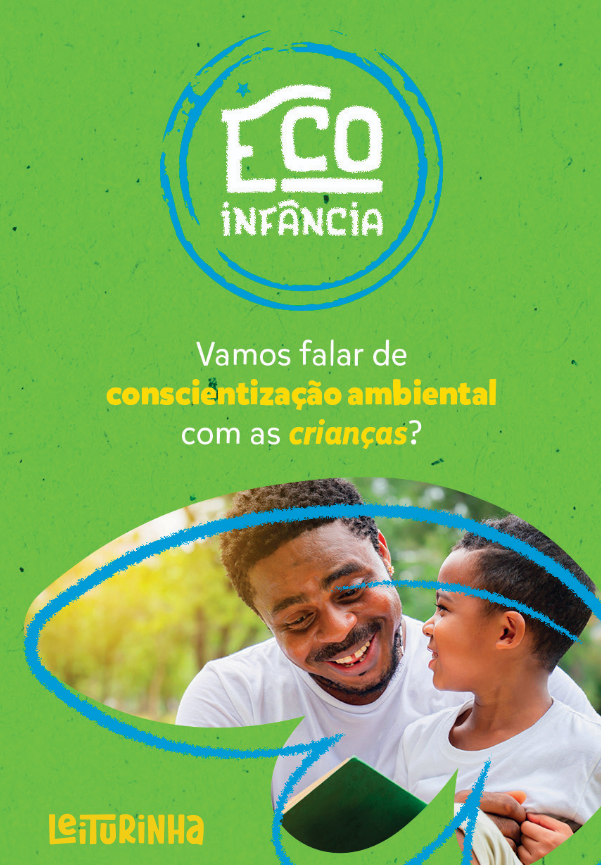 ECO
INFÂNCIA
Vamos falar de
conscientização ambiental
com as crianças?
LEiTURiNHA